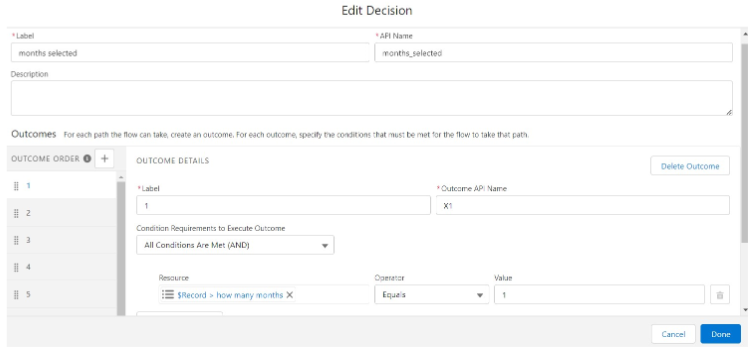 Edit Decision
*Label
*API Name
months selected
months_selected
Description
Outcomes For each path the flow can take, create an outcome. For each outcome, specify the conditions that must be met for the flow to take that path.
OUTCOME ORDER
OUTCOME DETAILS
Delete Outcome
1
2
3
4
5
*Label
*Outcome API Name
1
X1
Condition Requirements to Execute Outcome
All Conditions Are Met (AND)
Resource
Operator
Value
$Record > how many months
Equals
1
Cancel
Done